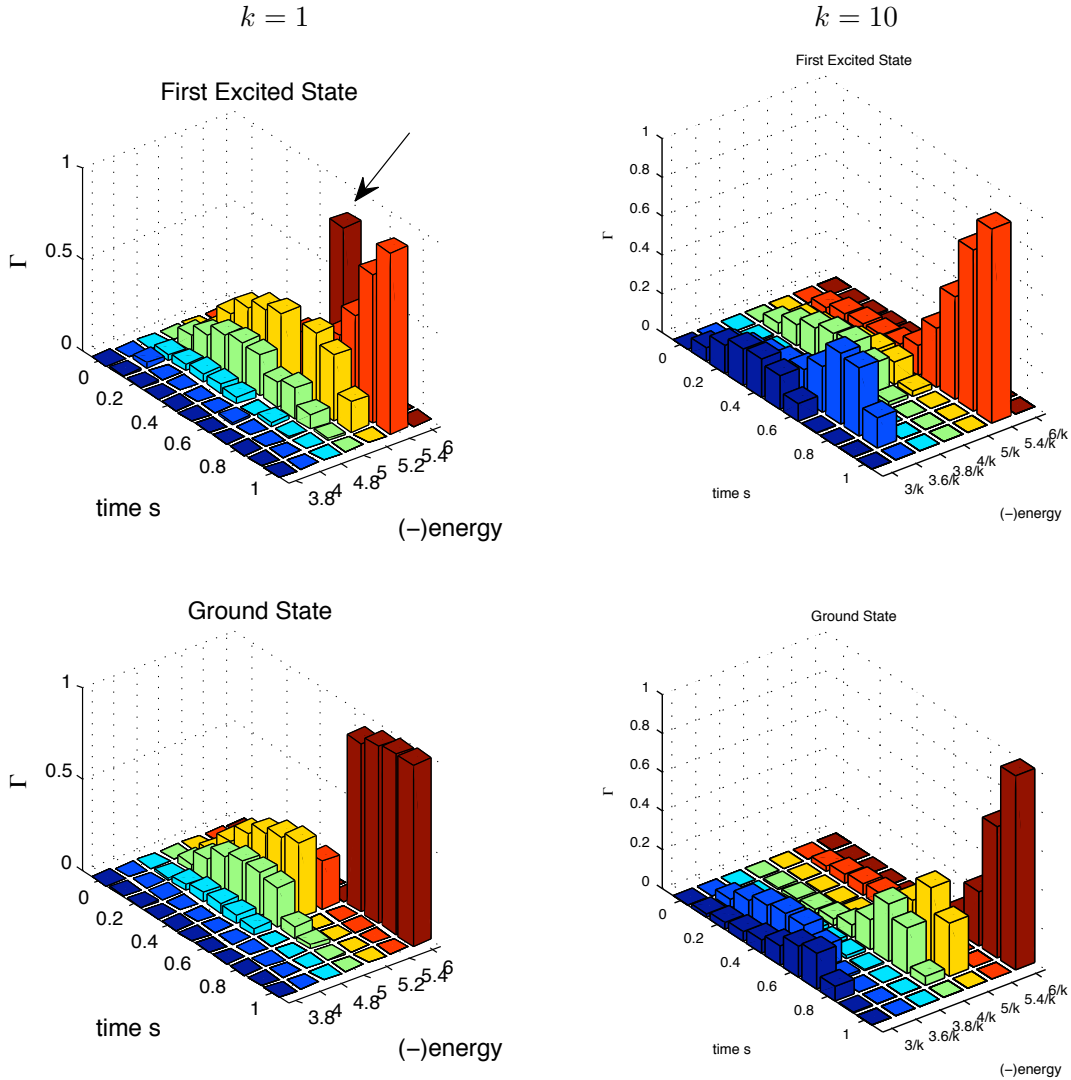 k = 1
k = 10
First Excited State
1
0.5
0
Γ
0
0.2
0.4
0.6
0.8
1
time s
3.8
4
4.8
5
5.2
5.4
6
(−)energy
First Excited State
1
0.8
0.6
0.4
0.2
0
Γ
0
0.2
0.4
0.6
0.8
1
time s
3/k
3.6/k
3.8/k
4/k
5/k
5.4/k
6/k
(−)energy
Ground State
1
0.5
0
Γ
0
0.2
0.4
0.6
0.8
1
time s
3.8
4
4.8
5
5.2
5.4
6
(−)energy
Ground State
1
0.8
0.6
0.4
0.2
0
Γ
0
0.2
0.4
0.6
0.8
1
time s
3/k
3.6/k
3.8/k
4/k
5/k
5.4/k
6/k
(−)energy